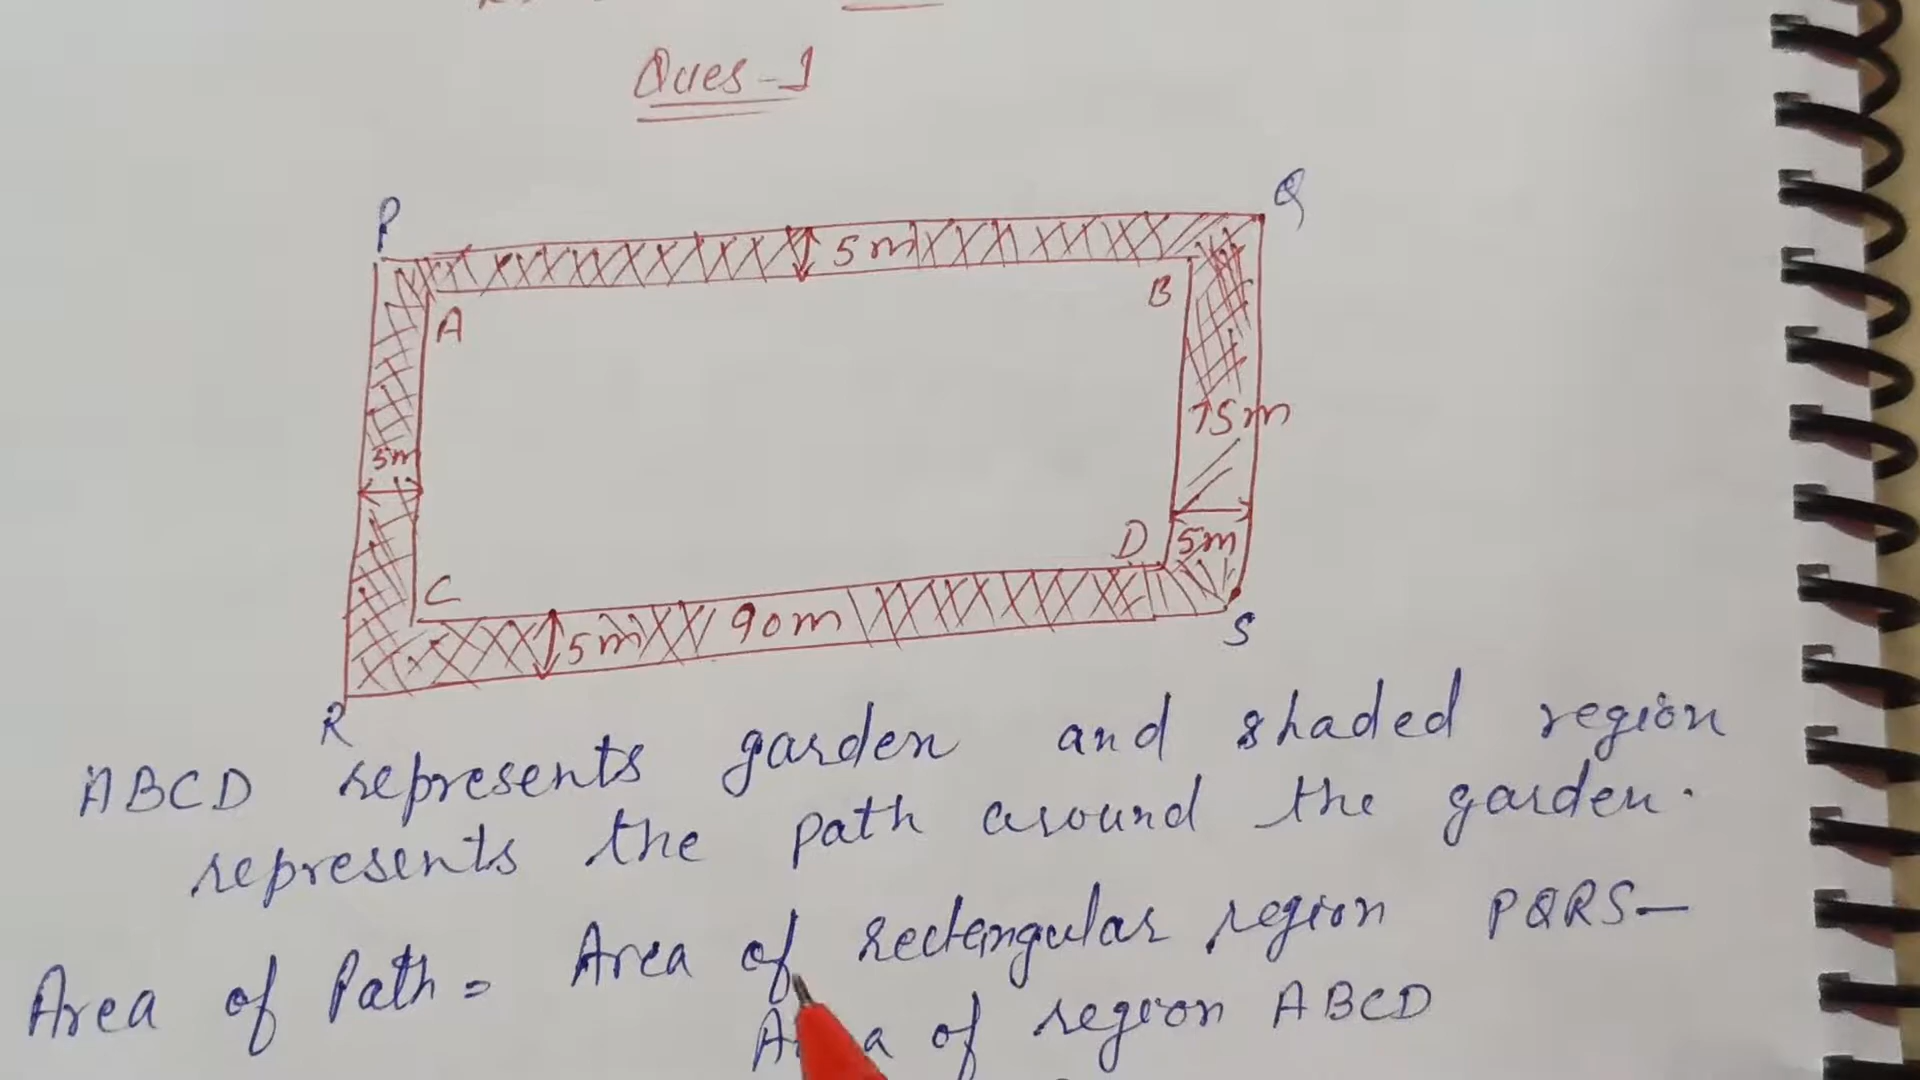 Ques-1
P
Q
5m
A
B
75m
5m
C
D
5m
5m
90m
R
S
ABCD represents garden and shaded region
represents the path around the garden.
Area of Path = Area of rectangular region PQRS-
of region ABCD